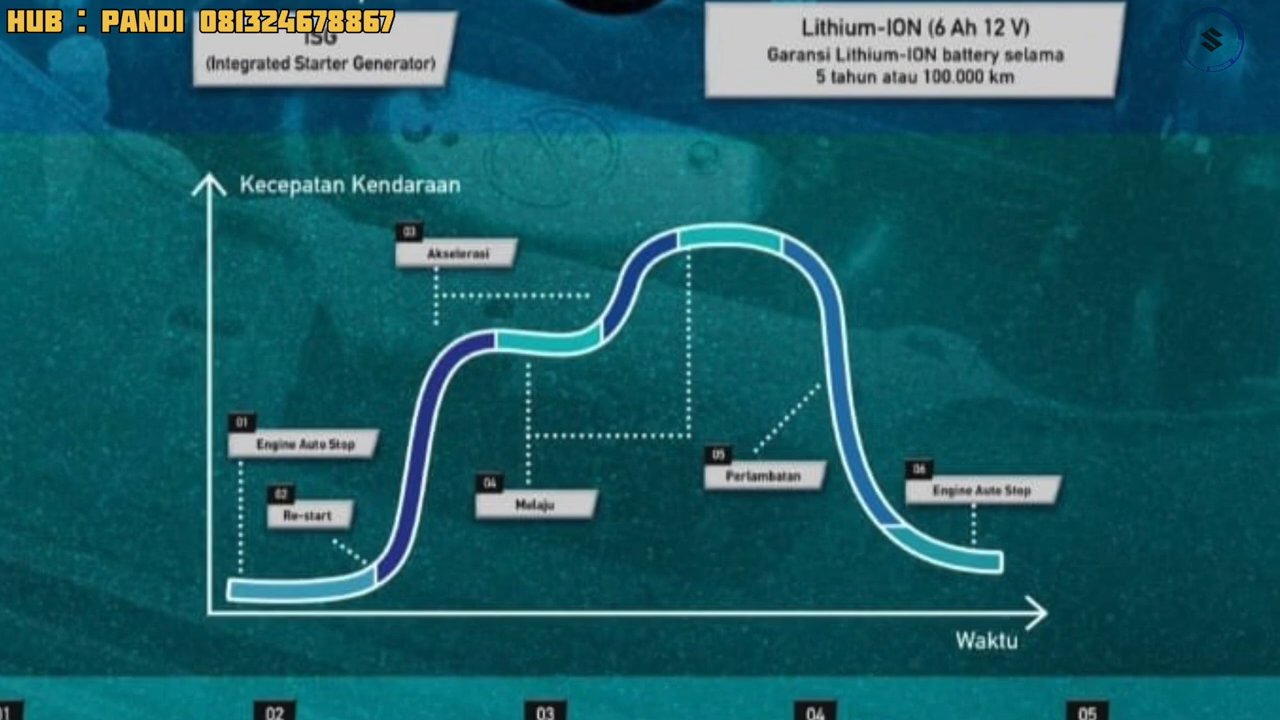 HUB : PANDI 081324678867
ISG
(Integrated Starter Generator)
Lithium-ION (6 Ah 12 V)
Garansi Lithium-ION battery selama
5 tahun atau 100.000 km
Kecepatan Kendaraan
03
Akselerasi
01
Engine Auto Stop
02
Re-start
04
Melaju
05
Perlambatan
06
Engine Auto Stop
Waktu
01
02
03
04
05